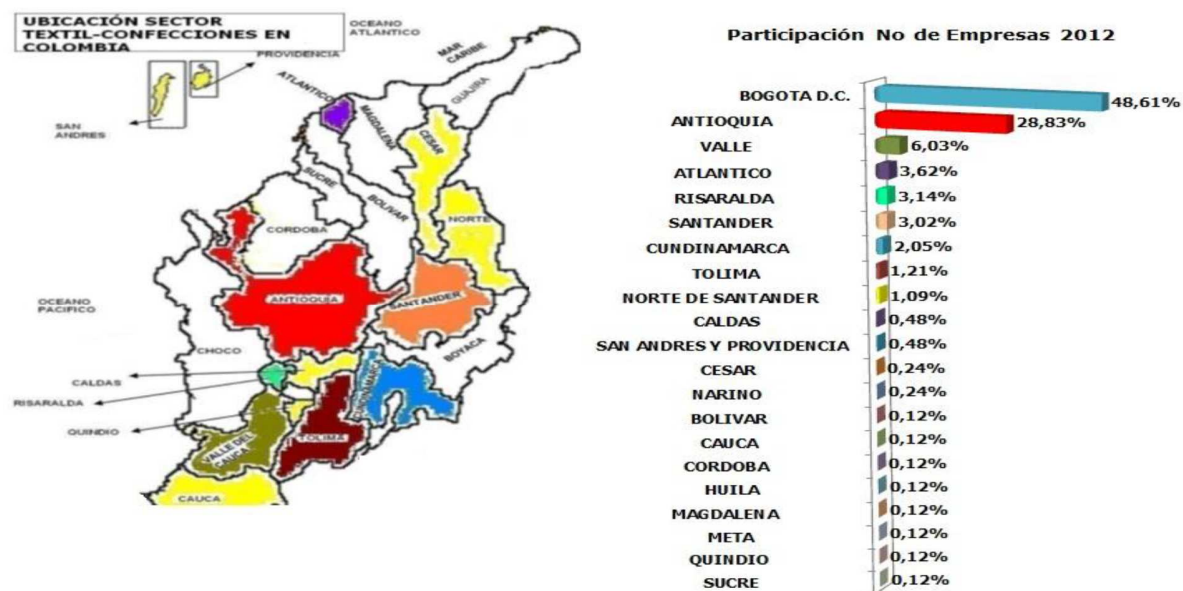 UBICACIÓN SECTOR
TEXTIL-CONFECCIONES EN
COLOMBIA
OCEANO
ATLANTICO
PROVIDENCIA
MAR
CARIBE
ATLANTICO
GUAJIRA
MAGDALENA
CESAR
SAN
ANDRES
SUCRE
BOLIVAR
NORTE
CORDOBA
ANTIOQUIA
SANTANDER
OCEANO
PACIFICO
CHOCO
BOYACA
CALDAS
CUNDINAMARCA
RISARALDA
QUINDIO
TOLIMA
VALLE DEL
CAUCA
CAUCA
Participación No de Empresas 2012
BOGOTA D.C. 48,61%
ANTIOQUIA 28,83%
VALLE 6,03%
ATLANTICO 3,62%
RISARALDA 3,14%
SANTANDER 3,02%
CUNDINAMARCA 2,05%
TOLIMA 1,21%
NORTE DE SANTANDER 1,09%
CALDAS 0,48%
SAN ANDRES Y PROVIDENCIA 0,48%
CESAR 0,24%
NARINO 0,24%
BOLIVAR 0,12%
CAUCA 0,12%
CORDOBA 0,12%
HUILA 0,12%
MAGDALENA 0,12%
META 0,12%
QUINDIO 0,12%
SUCRE 0,12%